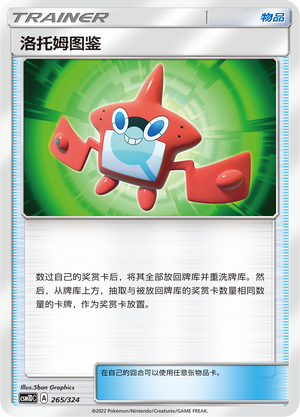 TRAINER 物品
洛托姆图鉴
数过自己的奖赏卡后，将其全部放回牌库并重洗牌库。然
后，从牌库上方，抽取与被放回牌库的奖赏卡数量相同数
量的卡牌，作为奖赏卡放置。
Illus.5ban Graphics
CSM1DC A 265/324
在自己的回合可以使用任意张物品卡。
©2022 Pokémon/Nintendo/Creatures/GAME FREAK.